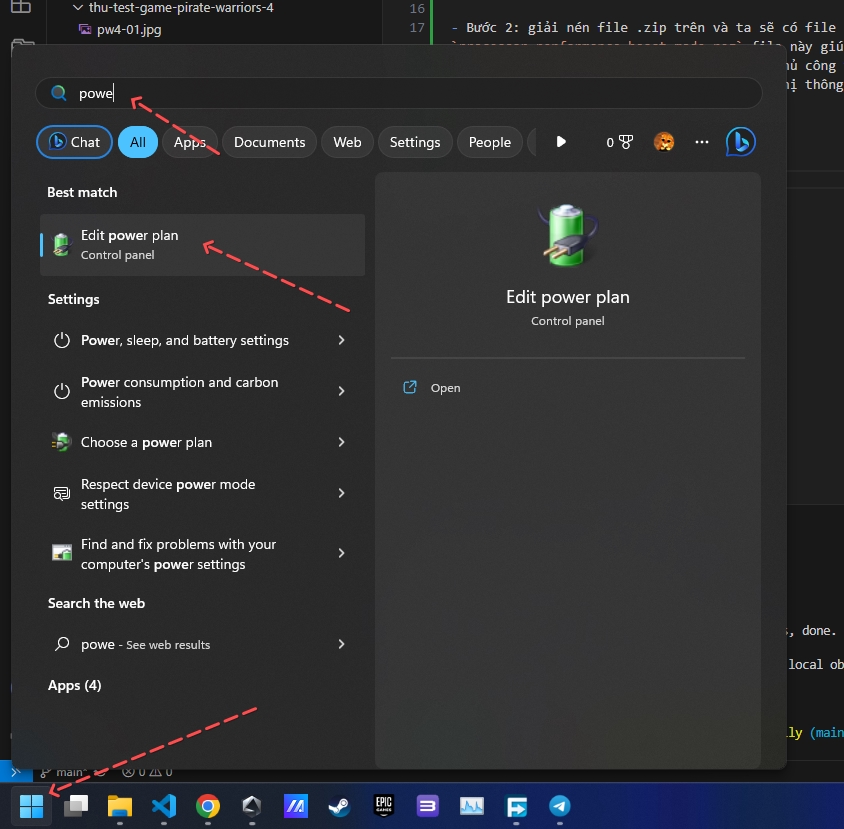 thu-test-game-pirate-warriors-4
pw4-01.jpg
16
17
- Bước 2: giải nén file .zip trên và ta sẽ có file
file này giú
ủ công
ị thông
powe
Chat
All
Apps
Documents
Web
Settings
People
0
Best match
Edit power plan
Control panel
Settings
Power, sleep, and battery settings
Power consumption and carbon
emissions
Choose a power plan
Respect device power mode
settings
Find and fix problems with your
computer's power settings
Search the web
powe - See web results
Apps (4)
Edit power plan
Control panel
Open
, done.
local ob
lly (main
main*
0
0
EPIC
GAMES